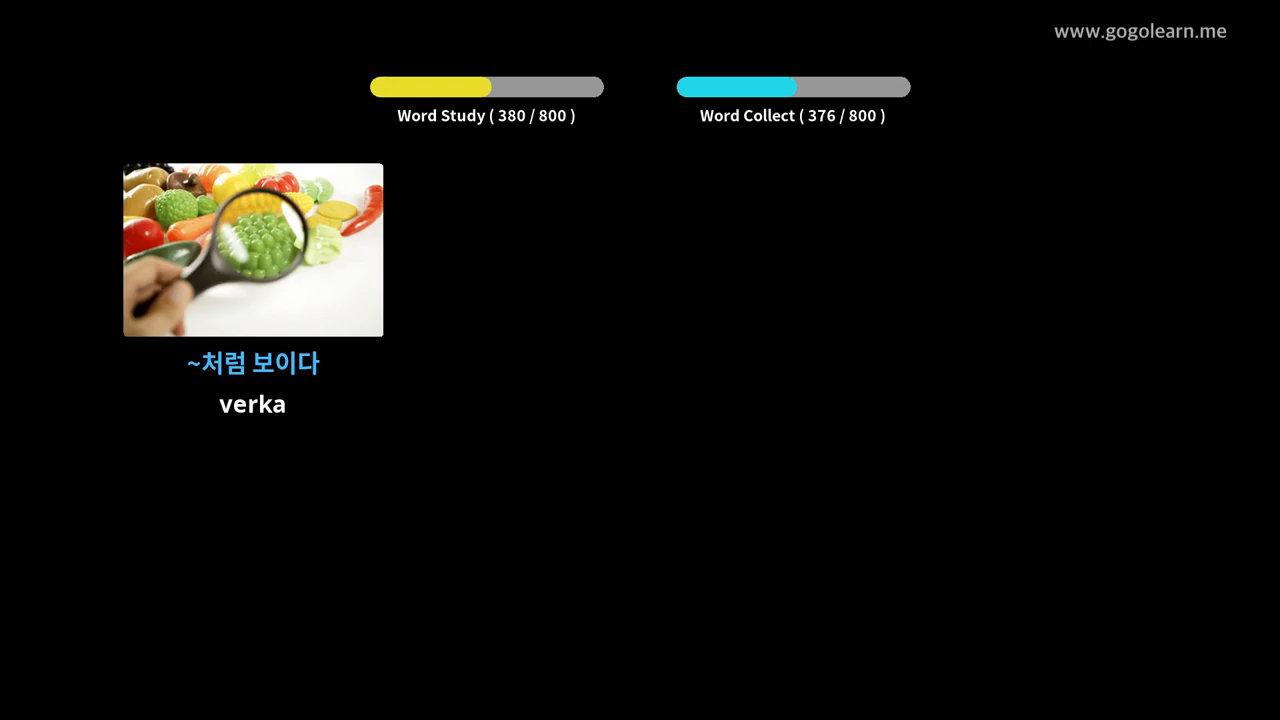 www.gogolearn.me
Word Study ( 380 / 800 )
Word Collect ( 376 / 800 )
~처럼 보이다
verka